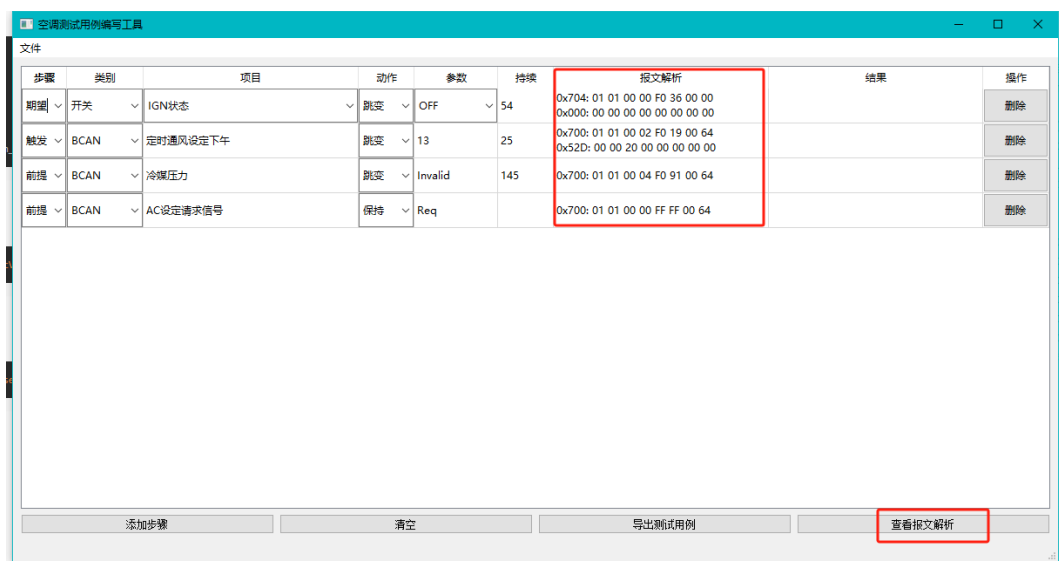 空调测试用例编写工具
文件
步骤 类别 项目 动作 参数 持续 报文解析 结果 操作
期望 开关 IGN状态 跳变 OFF 54 0x704: 01 01 00 00 F0 36 00 00 删除
0x000: 00 00 00 00 00 00 00 00
触发 BCAN 定时通风设定下午 跳变 13 25 0x700: 01 01 00 02 F0 19 00 64 删除
0x52D: 00 00 20 00 00 00 00 00
前提 BCAN 冷媒压力 跳变 Invalid 145 0x700: 01 01 00 04 F0 91 00 64 删除
前提 BCAN AC设定请求信号 保持 Req 0x700: 01 01 00 00 FF FF 00 64 删除
添加步骤 清空 导出测试用例 查看报文解析